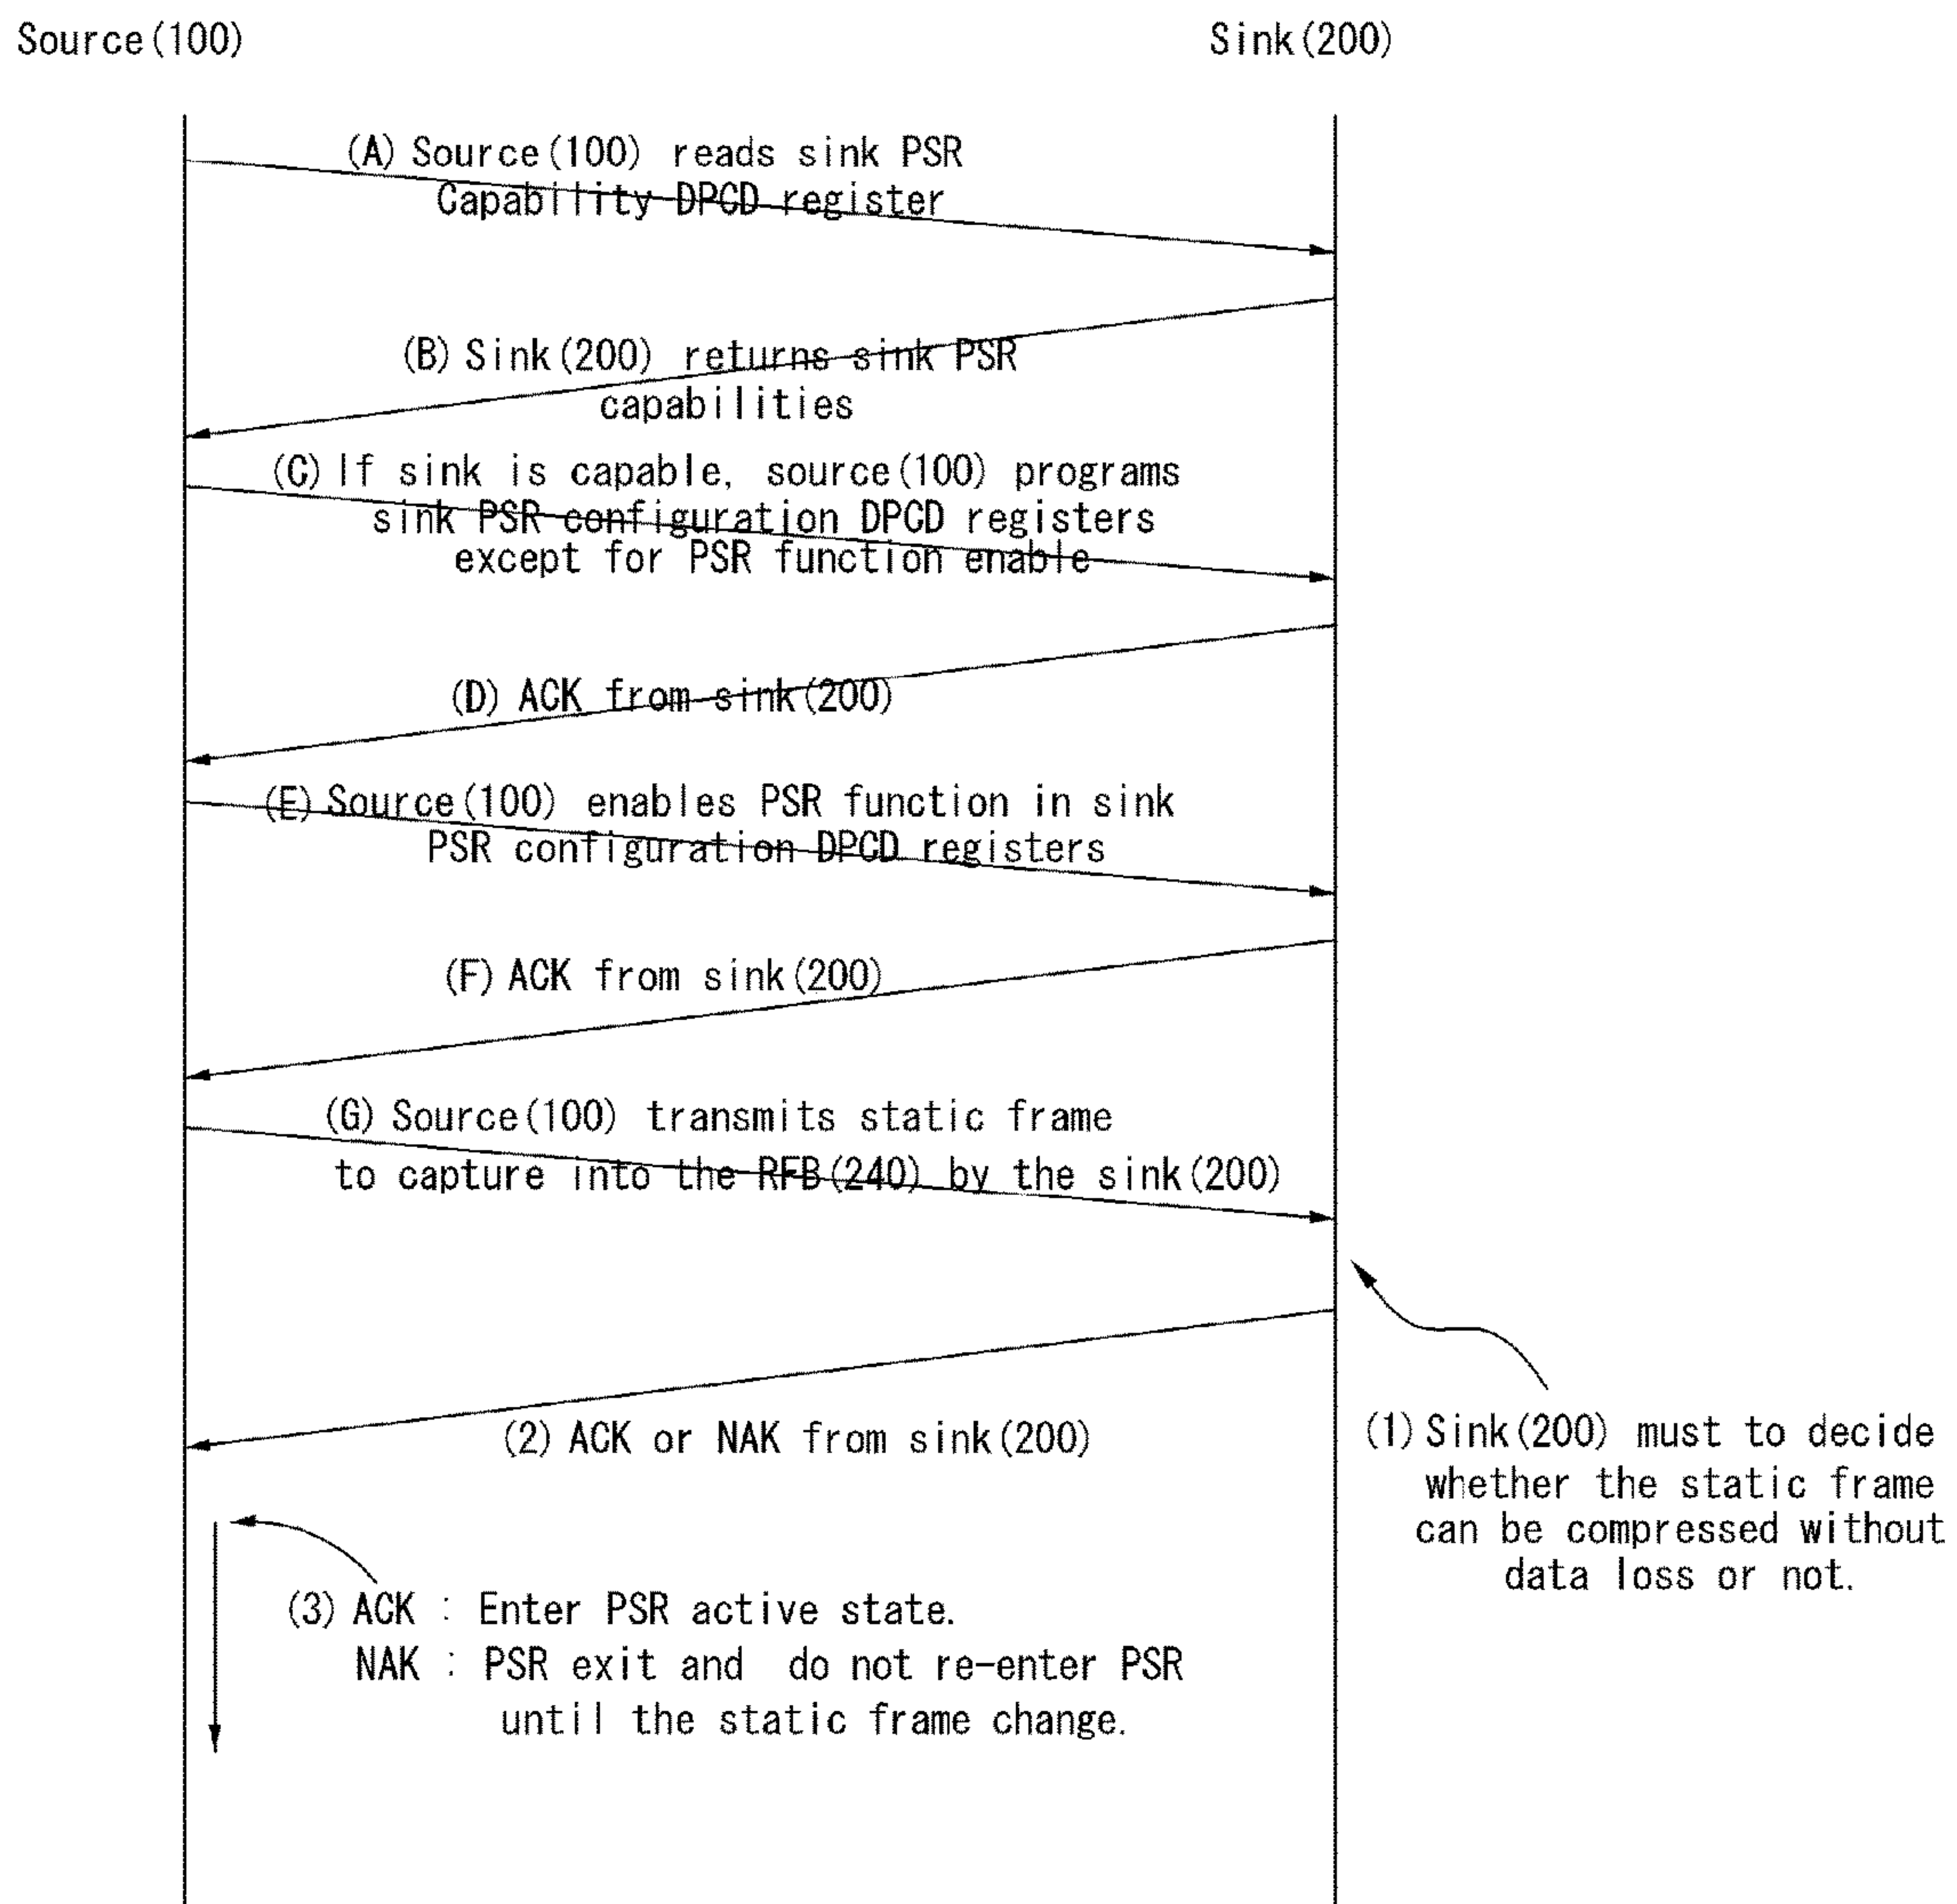 Source(100)
Sink(200)
(A) Source(100) reads sink PSR
Capability DPCD register
(B) Sink(200) returns sink PSR
capabilities
(C) If sink is capable, source(100) programs
sink PSR configuration DPCD registers
except for PSR function enable
(D) ACK from sink(200)
(E) Source(100) enables PSR function in sink
PSR configuration DPCD registers
(F) ACK from sink(200)
(G) Source(100) transmits static frame
to capture into the RFB(240) by the sink(200)
(2) ACK or NAK from sink(200)
(1) Sink(200) must to decide
whether the static frame
can be compressed without
data loss or not.
(3) ACK : Enter PSR active state.
NAK : PSR exit and do not re-enter PSR
until the static frame change.